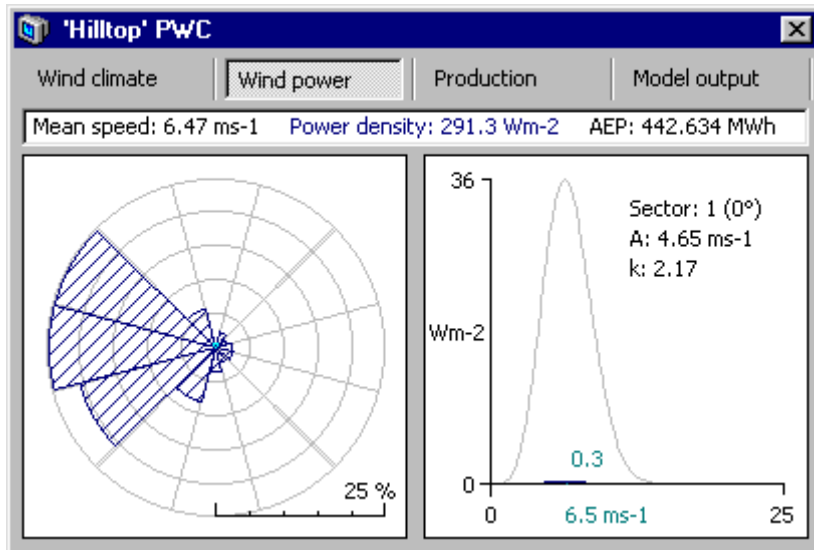 'Hilltop' PWC
Wind climate Wind power Production Model output
Mean speed: 6.47 ms-1 Power density: 291.3 Wm-2 AEP: 442.634 MWh
25 %
36
Sector: 1 (0°)
A: 4.65 ms-1
k: 2.17
Wm-2
0.3
0
0 6.5 ms-1 25